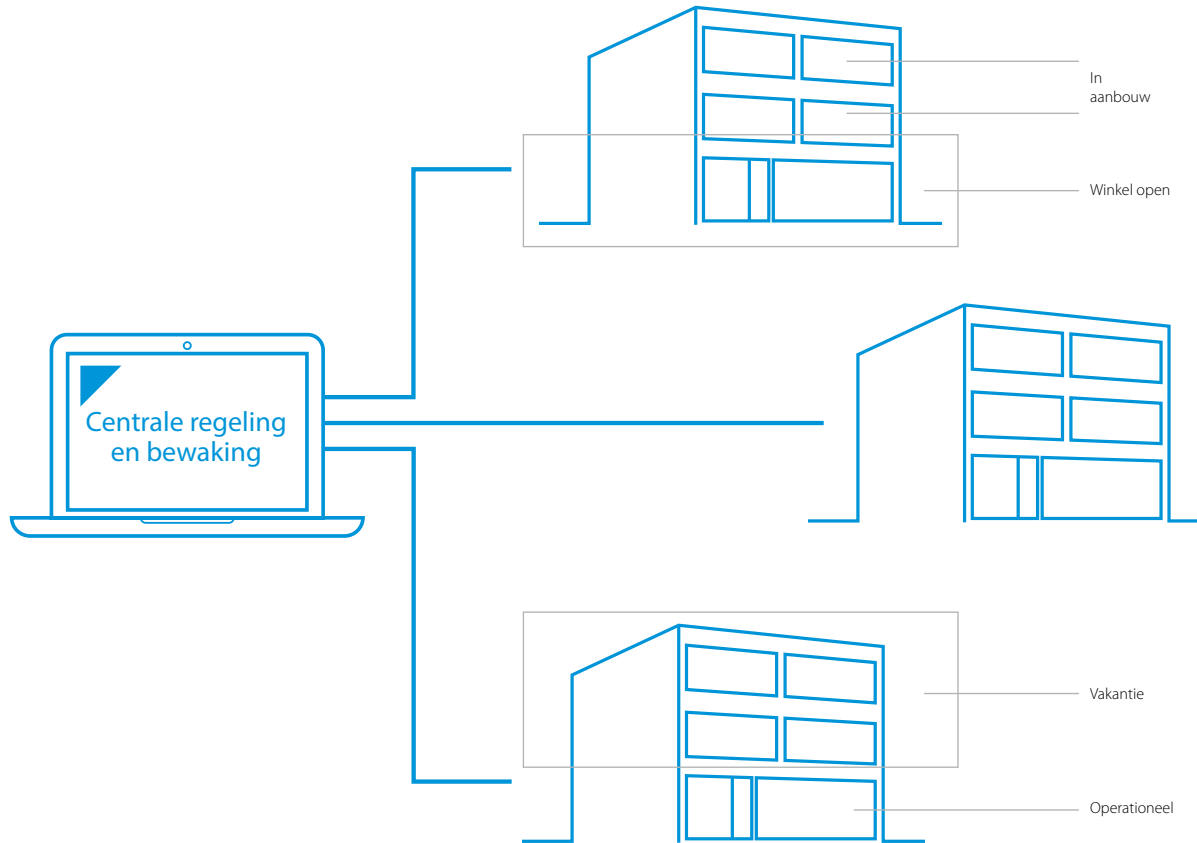 In
aanbouw
Winkel open
Centrale regeling
en bewaking
Vakantie
Operationeel